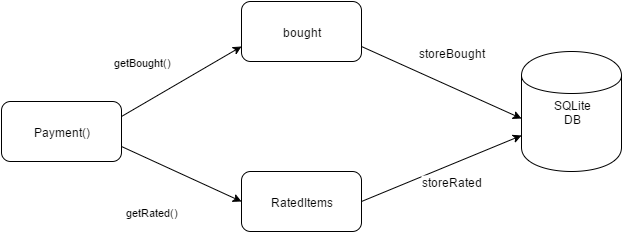 bought
storeBought
getBought()
SQLite
DB
Payment()
storeRated
RatedItems
getRated()